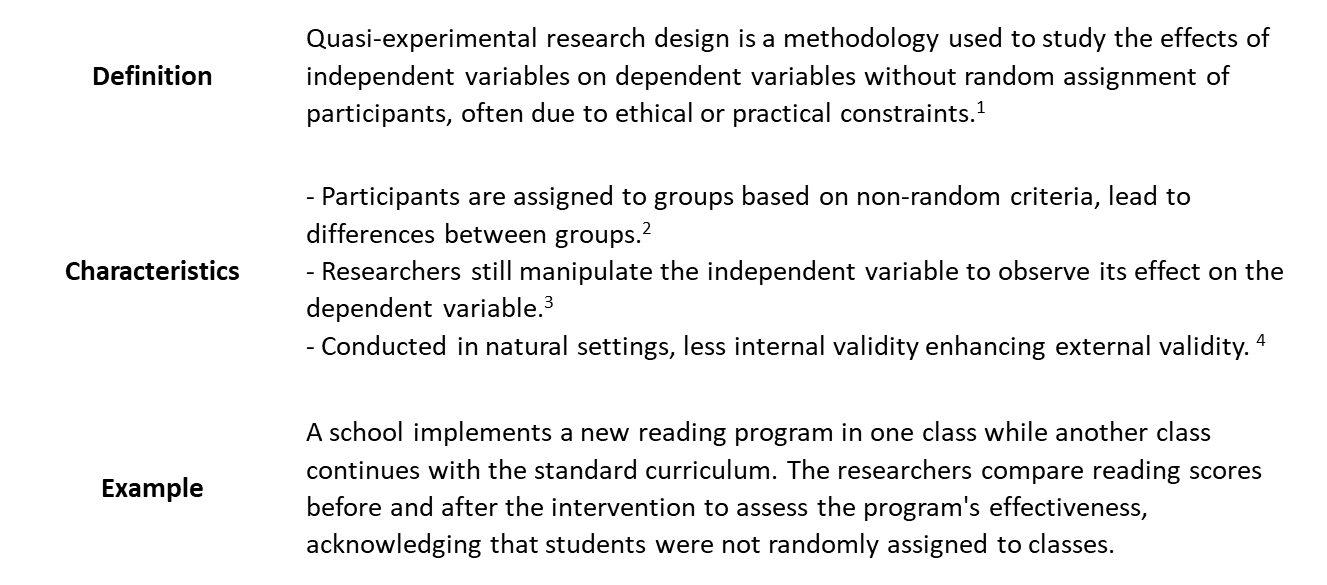 Definition
Quasi-experimental research design is a methodology used to study the effects of
independent variables on dependent variables without random assignment of
participants, often due to ethical or practical constraints.1
Characteristics
- Participants are assigned to groups based on non-random criteria, lead to
differences between groups.2
- Researchers still manipulate the independent variable to observe its effect on the
dependent variable.3
- Conducted in natural settings, less internal validity enhancing external validity. 4
Example
A school implements a new reading program in one class while another class
continues with the standard curriculum. The researchers compare reading scores
before and after the intervention to assess the program's effectiveness,
acknowledging that students were not randomly assigned to classes.